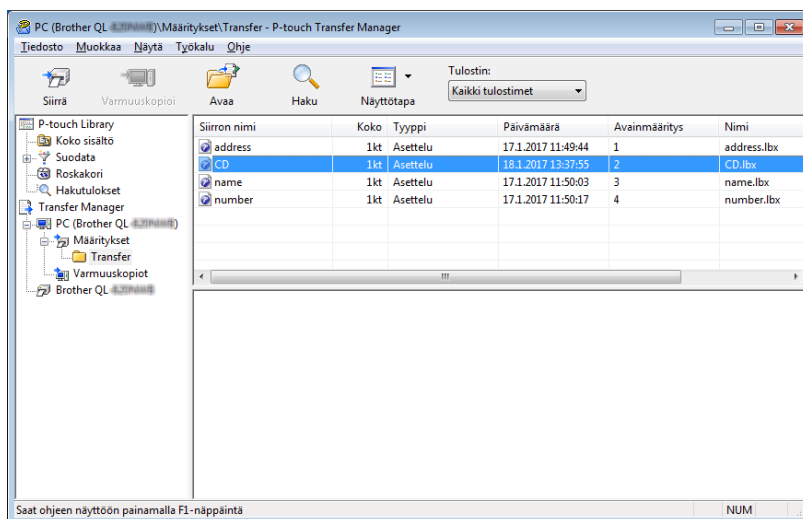 PC (Brother QL-)\Määritykset\Transfer - P-touch Transfer Manager
Tiedosto Muokkaa Näytä Työkalu Ohje
Siirrä Varmuuskopioi Avaa Haku Näyttötapa
Tulostin:
Kaikki tulostimet
P-touch Library
Koko sisältö
Suodata
Roskakori
Hakutulokset
Transfer Manager
PC (Brother QL-)
Määritykset
Transfer
Varmuuskopiot
Brother QL-
Siirron nimi Koko Tyyppi Päivämäärä Avainmääritys Nimi
address 1kt Asettelu 17.1.2017 11:49:44 1 address.lbx
CD 1kt Asettelu 18.1.2017 13:37:55 2 CD.lbx
name 1kt Asettelu 17.1.2017 11:50:03 3 name.lbx
number 1kt Asettelu 17.1.2017 11:50:17 4 number.lbx
Saat ohjeen näyttöön painamalla F1-näppäintä
NUM